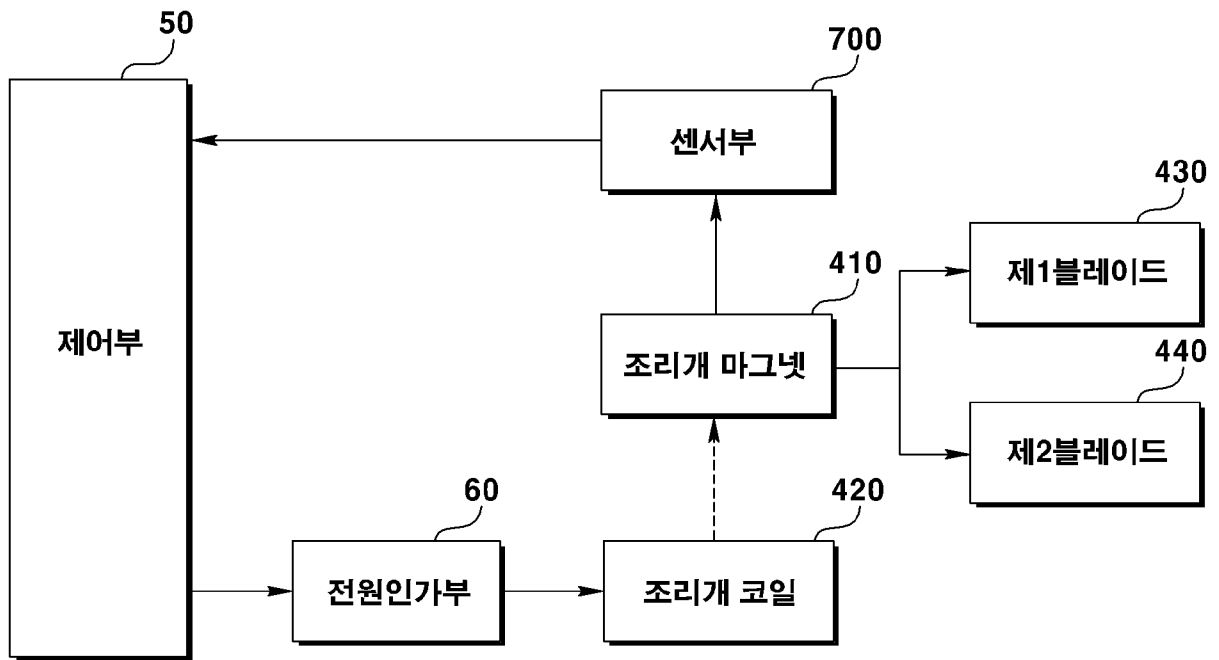 50
700
센서부
430
제1블레이드
410
제어부
조리개 마그넷
440
제2블레이드
60
420
전원인가부
조리개 코일